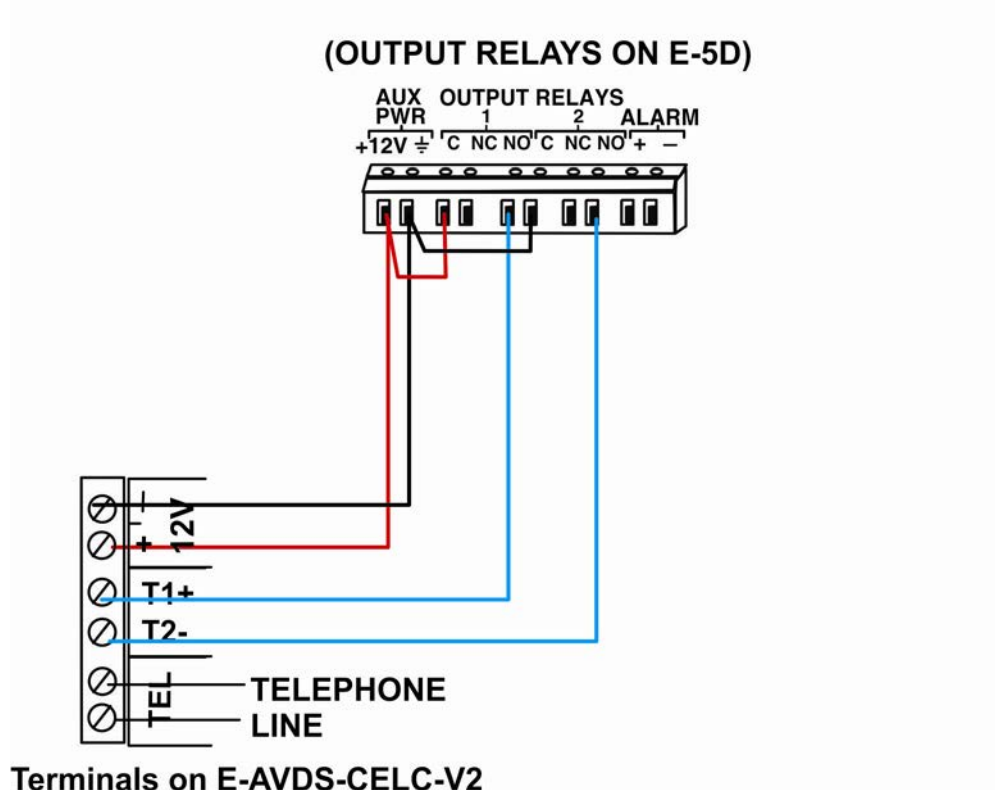 (OUTPUT RELAYS ON E-5D)
AUX OUTPUT RELAYS
PWR 1 2 ALARM
+12V ⏚ C NC NO C NC NO + −
− 12V
+
T1+
T2-
TEL
TELEPHONE
LINE
Terminals on E-AVDS-CELC-V2